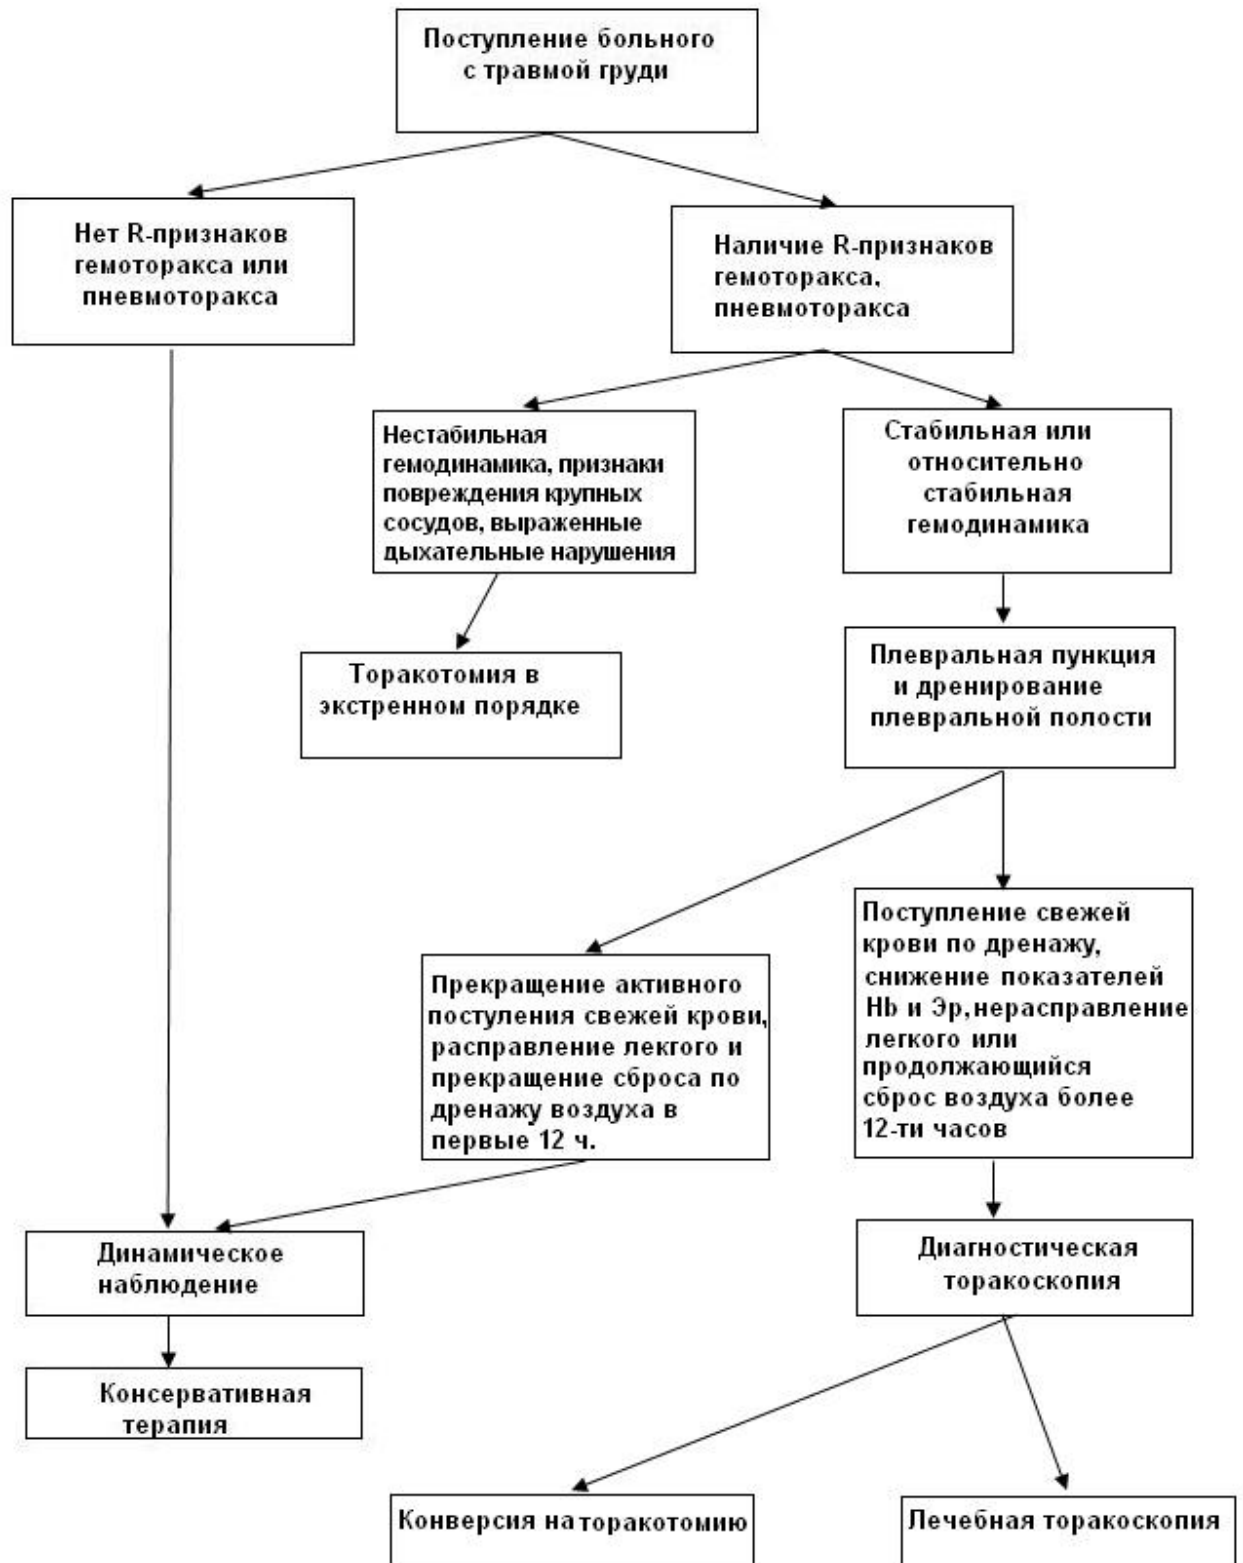 Поступление больного
с травмой груди
Нет R-признаков
гемоторакса или
пневмоторакса
Наличие R-признаков
гемоторакса,
пневмоторакса
Нестабильная
гемодинамика, признаки
повреждения крупных
сосудов, выраженные
дыхательные нарушения
Стабильная или
относительно
стабильная
гемодинамика
Торакотомия в
экстренном порядке
Плевральная пункция
и дренирование
плевральной полости
Прекращение активного
постуления свежей крови,
расправление лекгого и
прекращение сброса по
дренажу воздуха в
первые 12 ч.
Поступление свежей
крови по дренажу,
снижение показателей
Hb и Эр, нерасправление
легкого или
продолжающийся
сброс воздуха более
12-ти часов
Динамическое
наблюдение
Диагностическая
торакоскопия
Консервативная
терапия
Конверсия на торакотомию
Лечебная торакоскопия